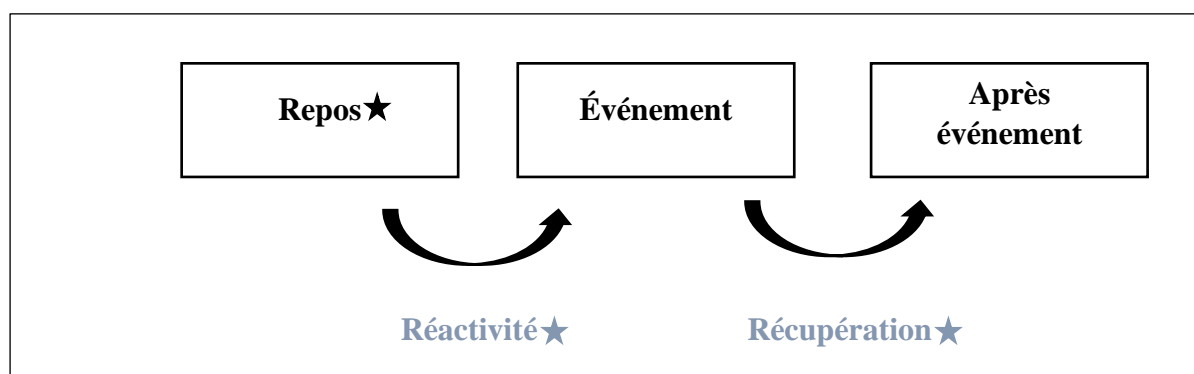 Repos★
Événement
Après
événement
Réactivité★
Récupération★